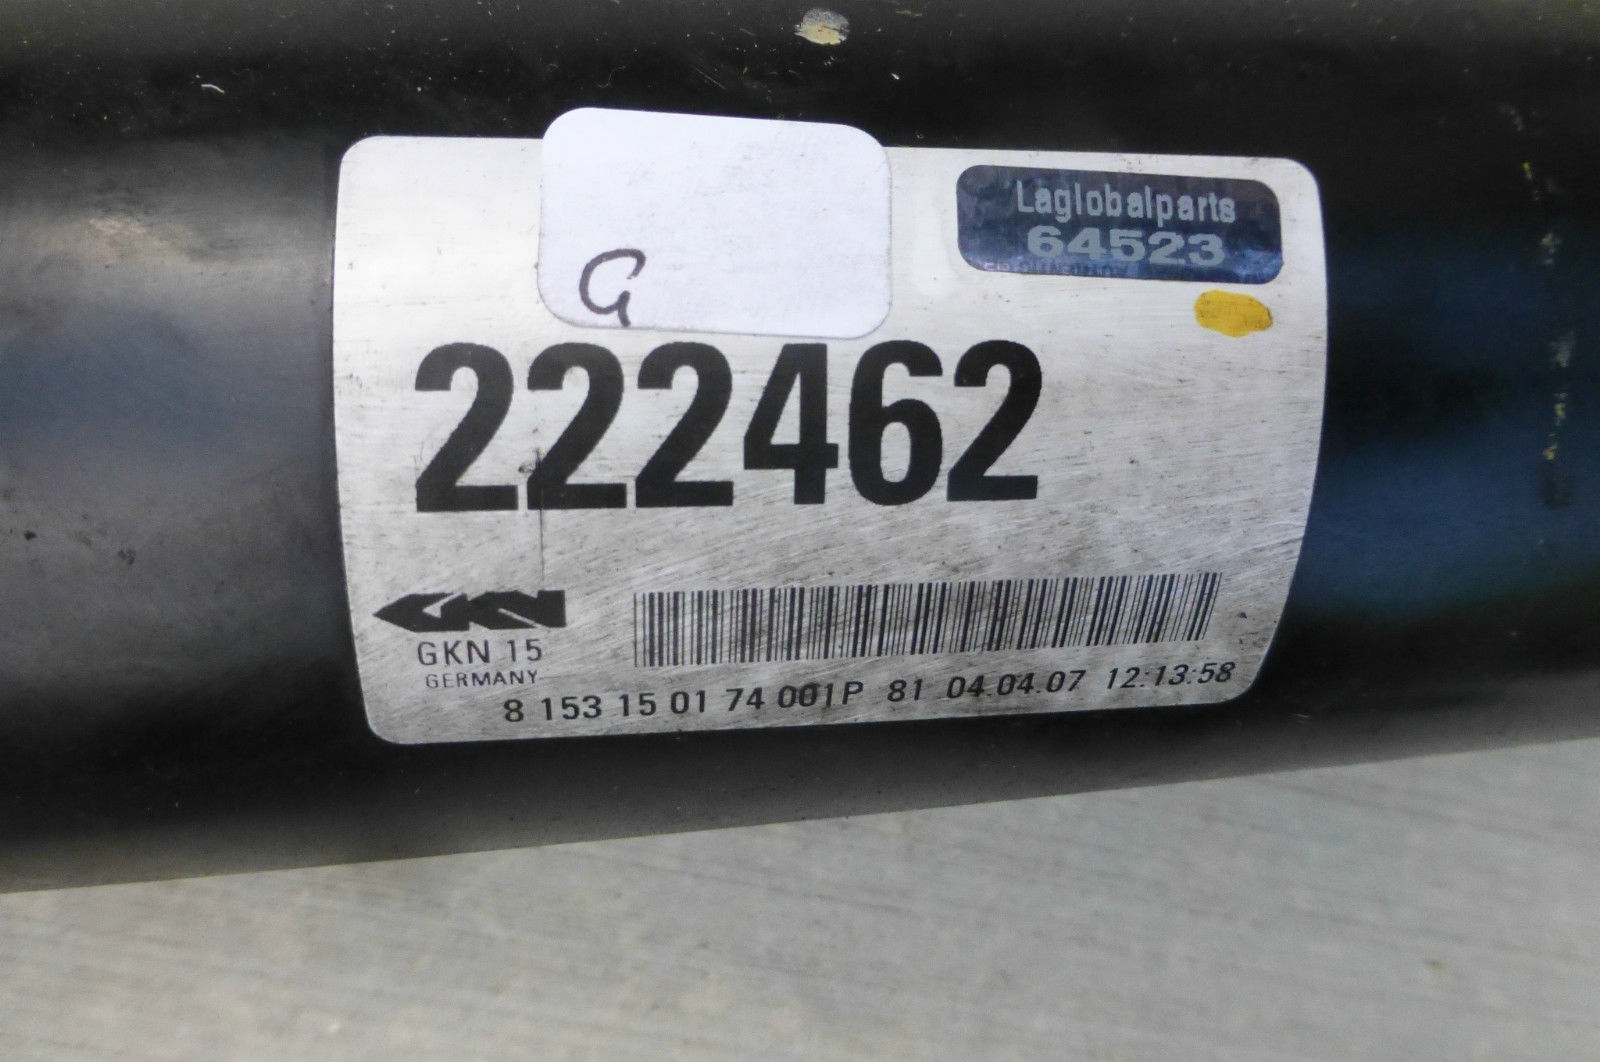 Laglobalparts
64523
G
222462
GKN
GKN 15
GERMANY
8 153 15 01 74 001P 81 04.04.07 12:13:58